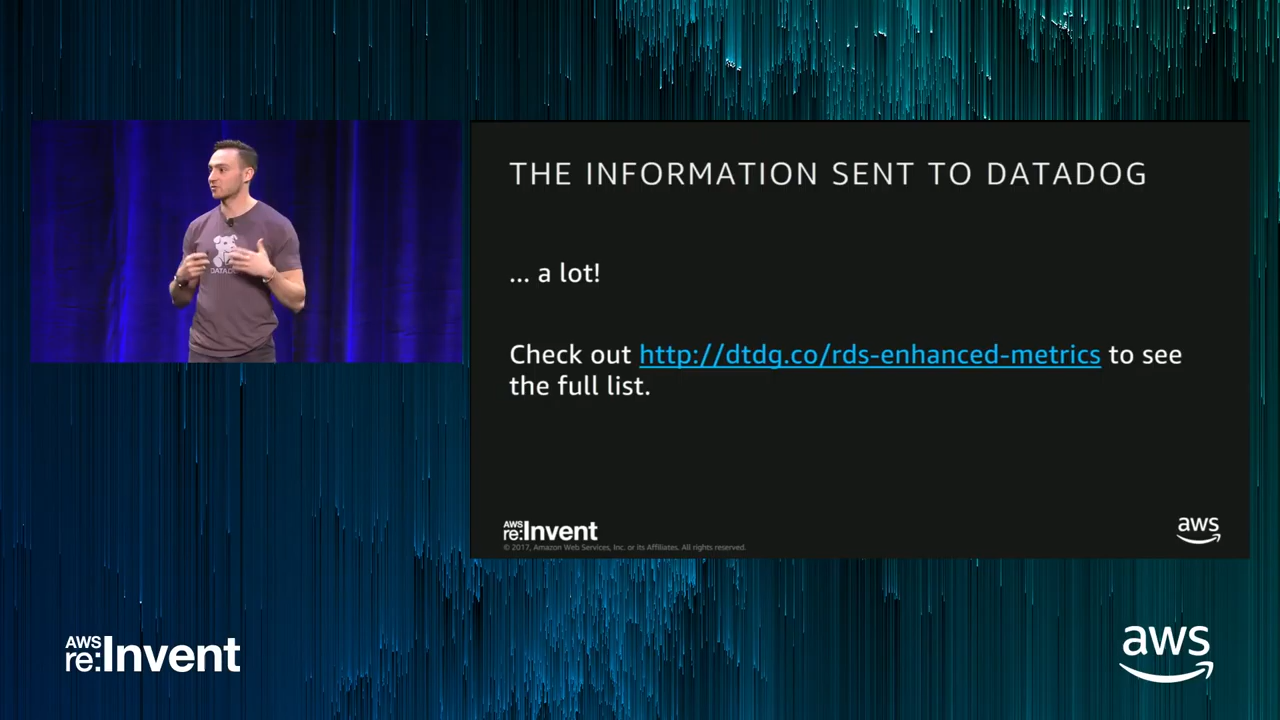 THE INFORMATION SENT TO DATADOG
... a lot!
Check out http://dtdg.co/rds-enhanced-metrics to see
the full list.
AWS
re:Invent
© 2017, Amazon Web Services, Inc. or its Affiliates. All rights reserved.
aws
AWS
re:Invent
aws